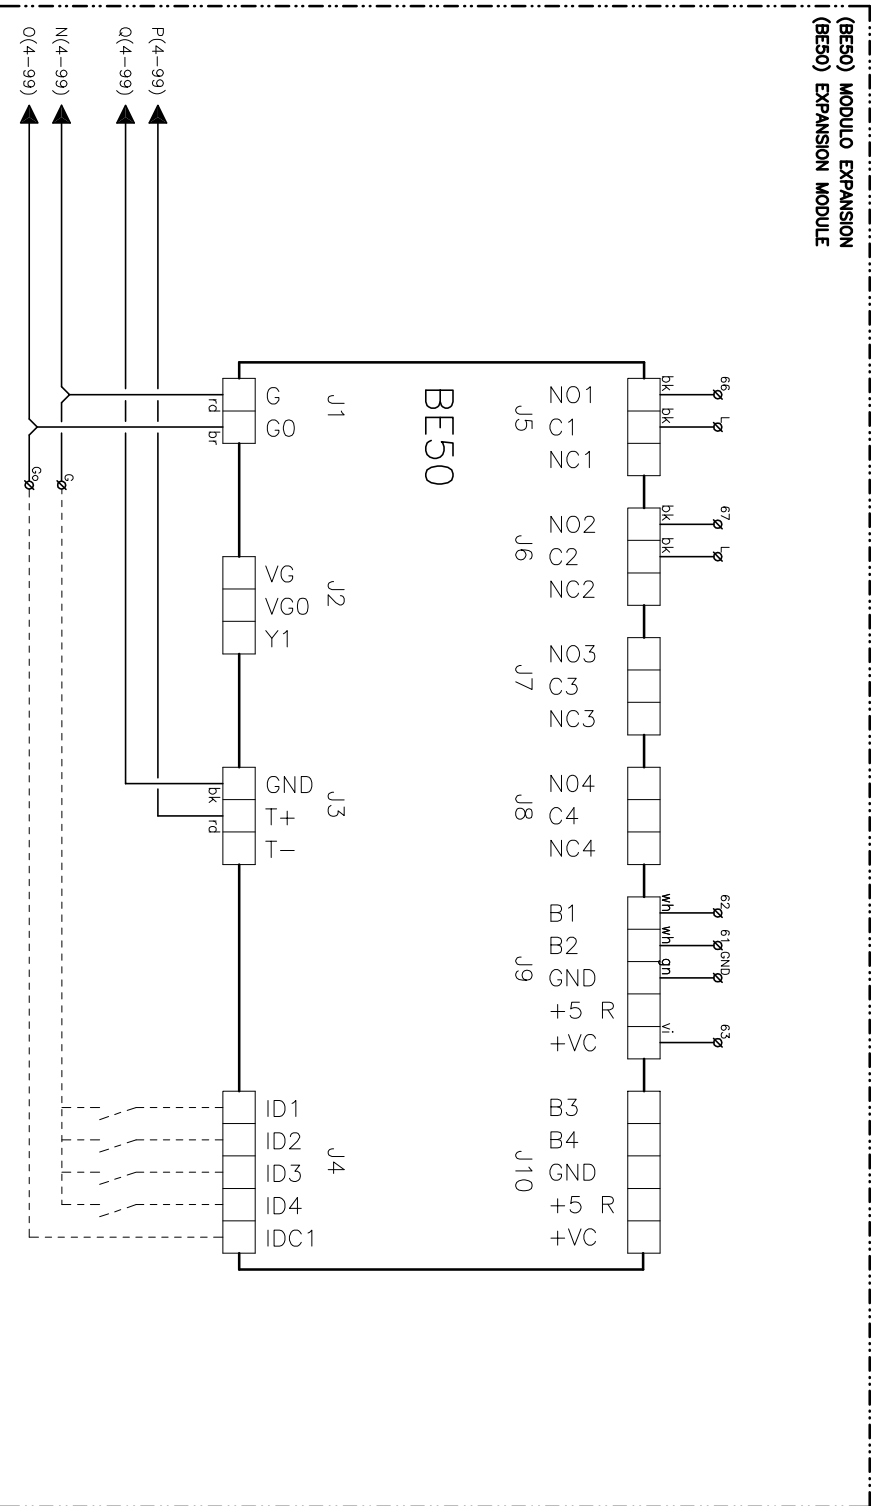 (BE50) MODULO EXPANSION
(BE50) EXPANSION MODULE
P(4-99)
Q(4-99)
N(4-99)
O(4-99)
BE50
J1
G
G0
rd
br
G
Go
J2
VG
VG0
Y1
J3
GND
T+
T-
bk
rd
J4
ID1
ID2
ID3
ID4
IDC1
J5
NO1
C1
NC1
bk
bk
66
L
J6
NO2
C2
NC2
bk
bk
67
L
J7
NO3
C3
NC3
J8
NO4
C4
NC4
J9
B1
B2
GND
+5 R
+VC
wh
wh
gn
vi
62
61
GND
63
J10
B3
B4
GND
+5 R
+VC